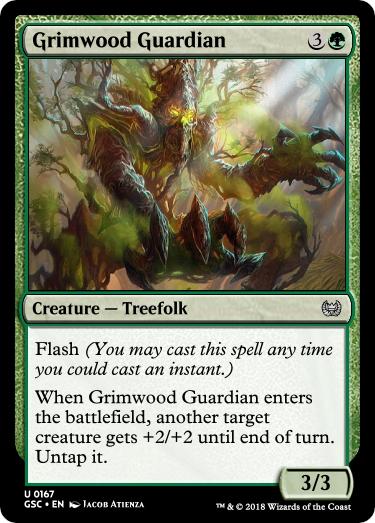 Grimwood Guardian 3
Creature — Treefolk
Flash (You may cast this spell any time
you could cast an instant.)
When Grimwood Guardian enters
the battlefield, another target
creature gets +2/+2 until end of turn.
Untap it.
3/3
U 0167
GSC • EN Jacob Atienza
™ & © 2018 Wizards of the Coast